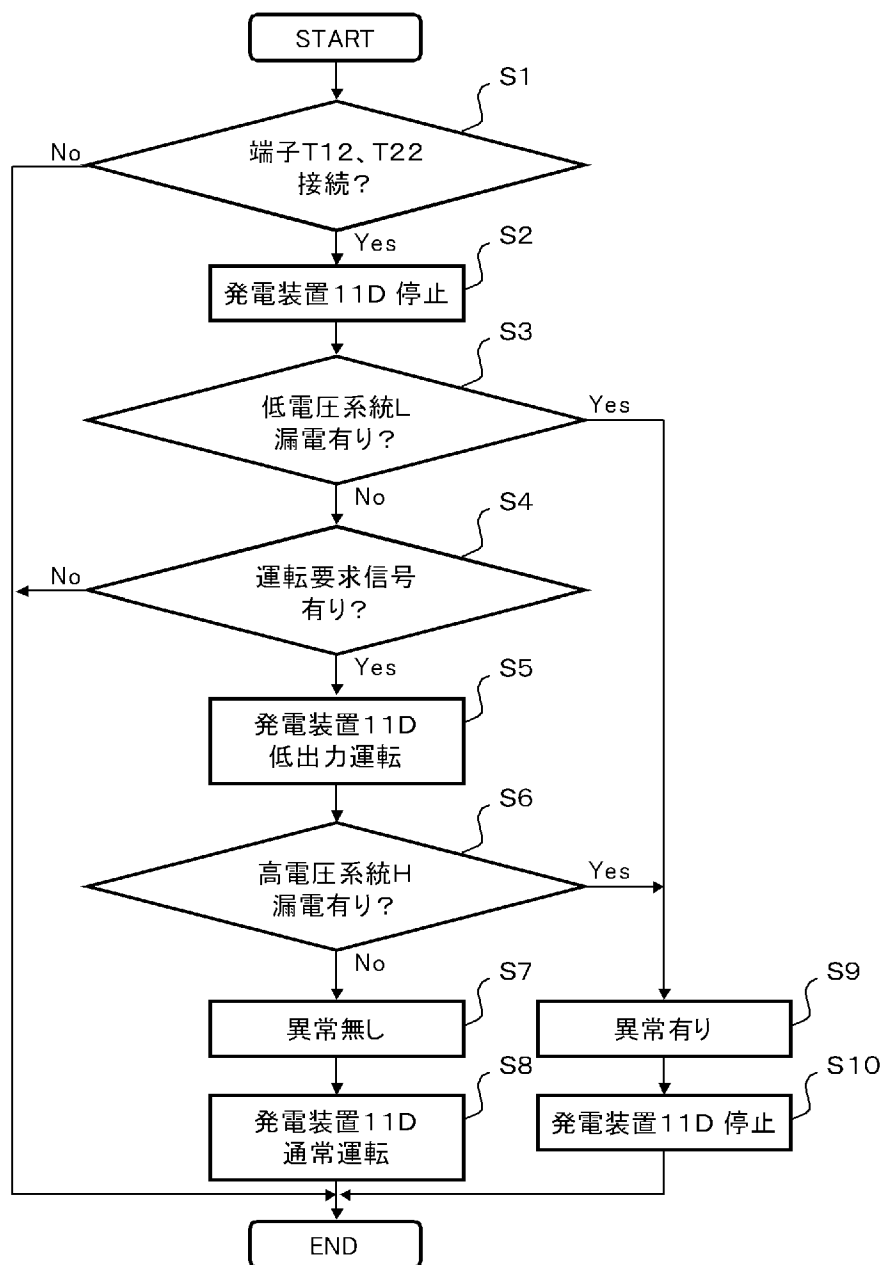 START
S1
端子T12、T22
接続？
No
Yes
S2
発電装置11D 停止
S3
低電圧系統L
漏電有り？
Yes
No
S4
運転要求信号
有り？
No
Yes
S5
発電装置11D
低出力運転
S6
高電圧系統H
漏電有り？
Yes
No
S7
異常無し
S9
異常有り
S8
発電装置11D
通常運転
S10
発電装置11D 停止
END